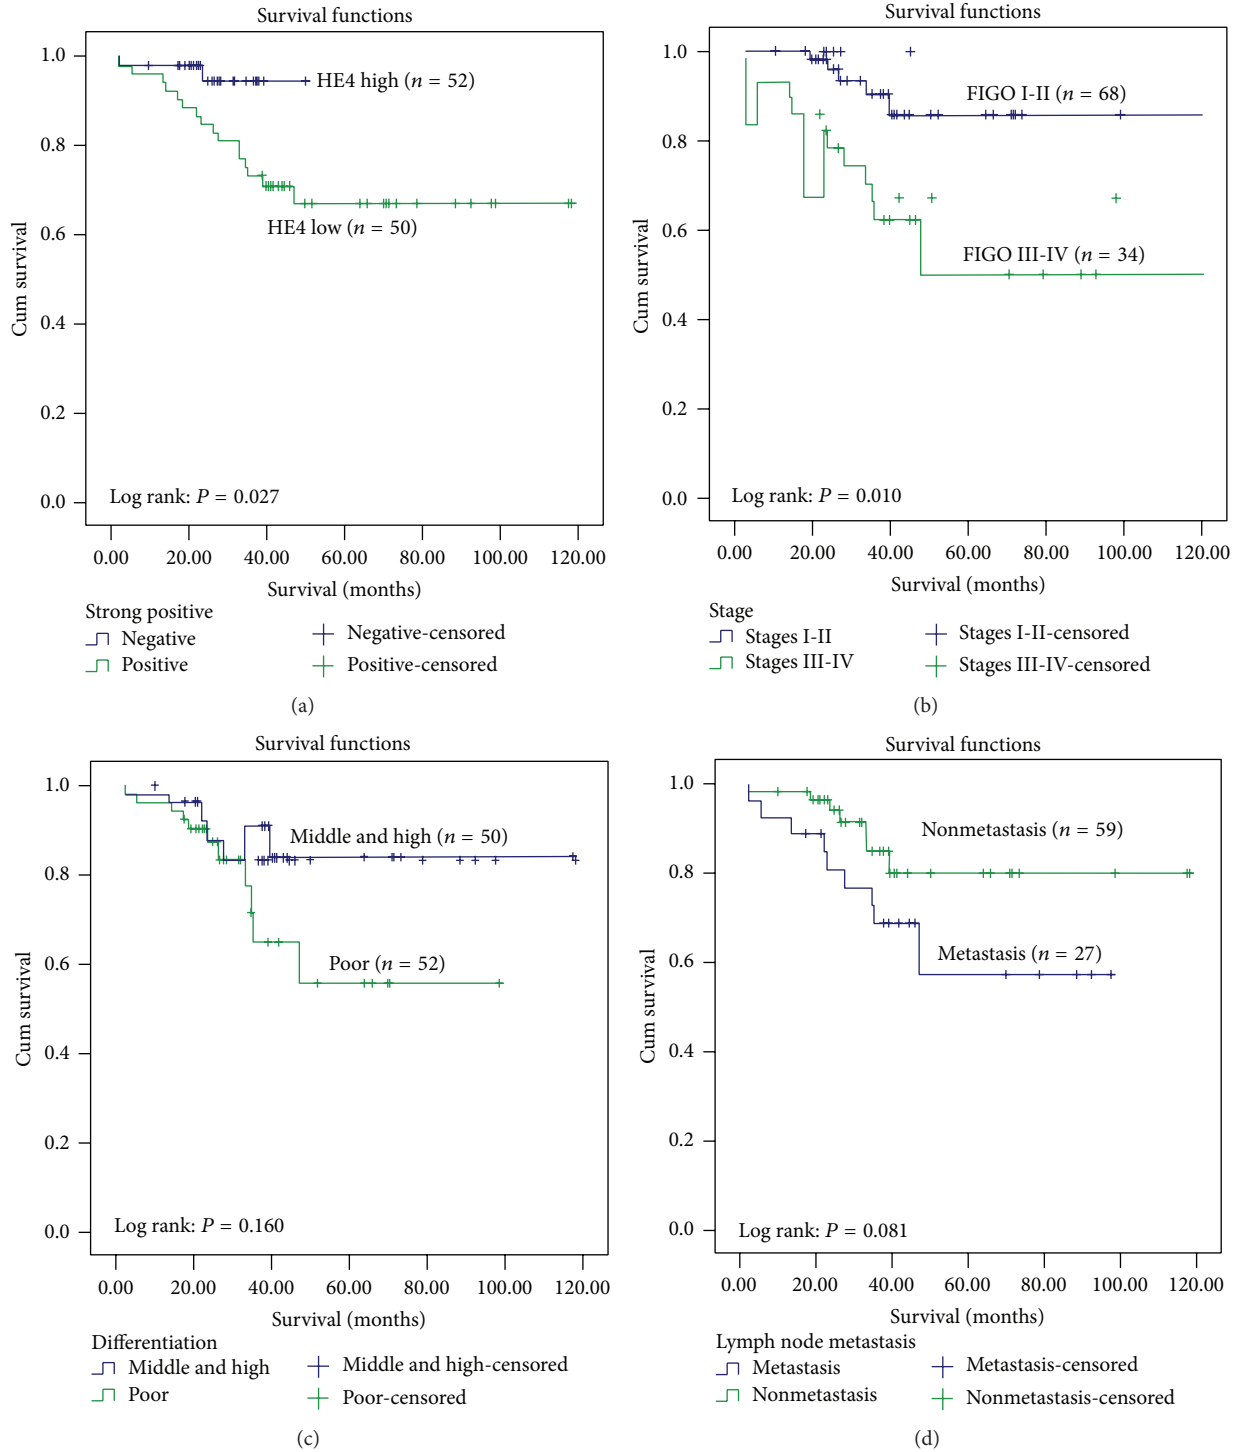 Survival functions
1.0
0.8
0.6
0.4
0.2
0.0
Cum survival
HE4 high (n = 52)
HE4 low (n = 50)
Log rank: P = 0.027
0.00 20.00 40.00 60.00 80.00 100.00 120.00
Survival (months)
Strong positive
Negative
Positive
Negative-censored
Positive-censored
(a)
Survival functions
1.0
0.8
0.6
0.4
0.2
0.0
Cum survival
FIGO I-II (n = 68)
FIGO III-IV (n = 34)
Log rank: P = 0.010
0.00 20.00 40.00 60.00 80.00 100.00 120.00
Survival (months)
Stage
Stages I-II
Stages III-IV
Stages I-II-censored
Stages III-IV-censored
(b)
Survival functions
1.0
0.8
0.6
0.4
0.2
0.0
Cum survival
Middle and high (n = 50)
Poor (n = 52)
Log rank: P = 0.160
0.00 20.00 40.00 60.00 80.00 100.00 120.00
Survival (months)
Differentiation
Middle and high
Poor
Middle and high-censored
Poor-censored
(c)
Survival functions
1.0
0.8
0.6
0.4
0.2
0.0
Cum survival
Nonmetastasis (n = 59)
Metastasis (n = 27)
Log rank: P = 0.081
0.00 20.00 40.00 60.00 80.00 100.00 120.00
Survival (months)
Lymph node metastasis
Metastasis
Nonmetastasis
Metastasis-censored
Nonmetastasis-censored
(d)